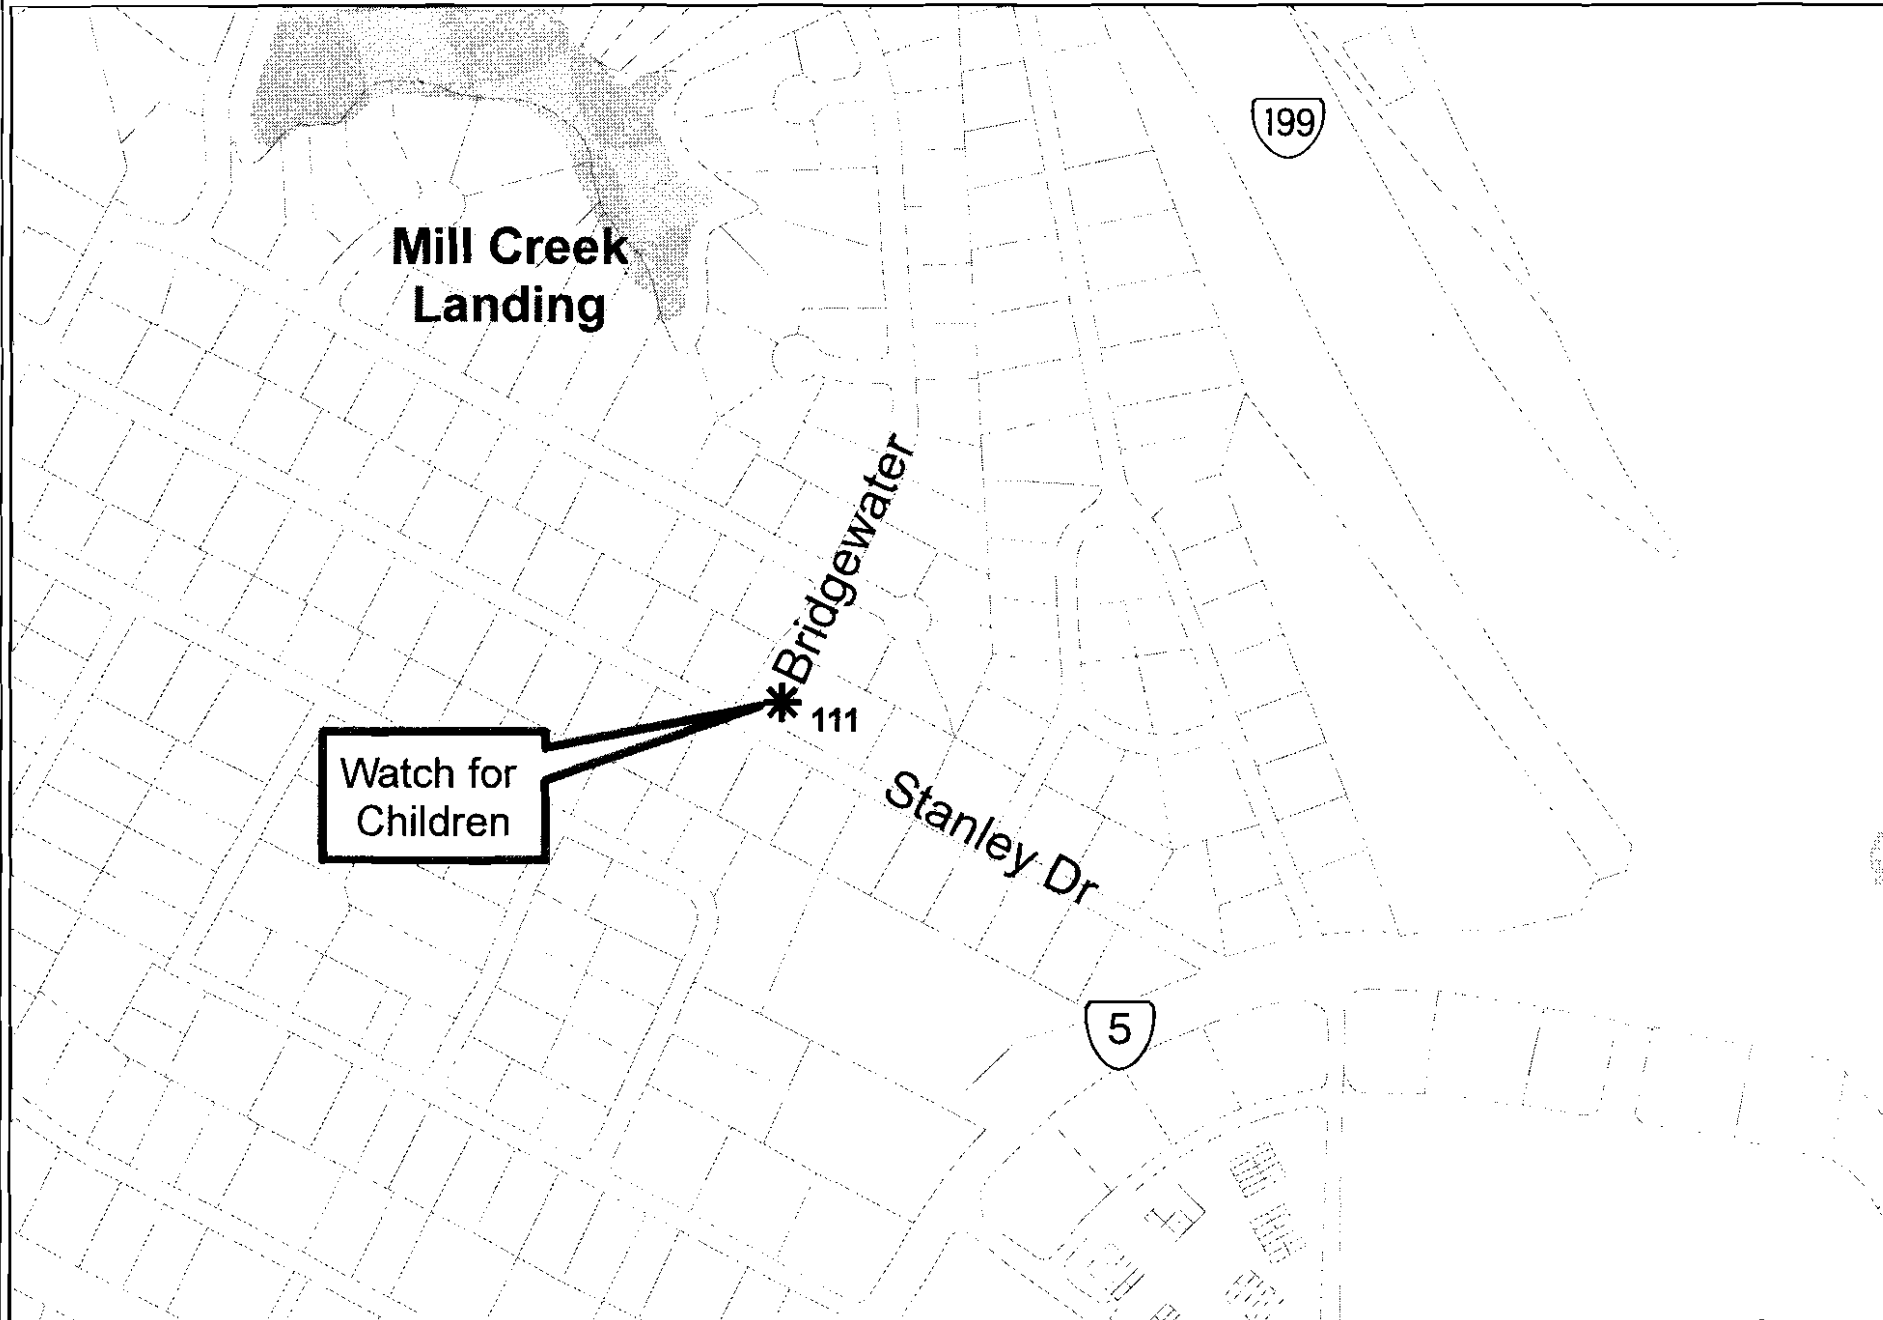 199
Mill Creek
Landing
Bridgewater
111
Watch for
Children
Stanley Dr
5